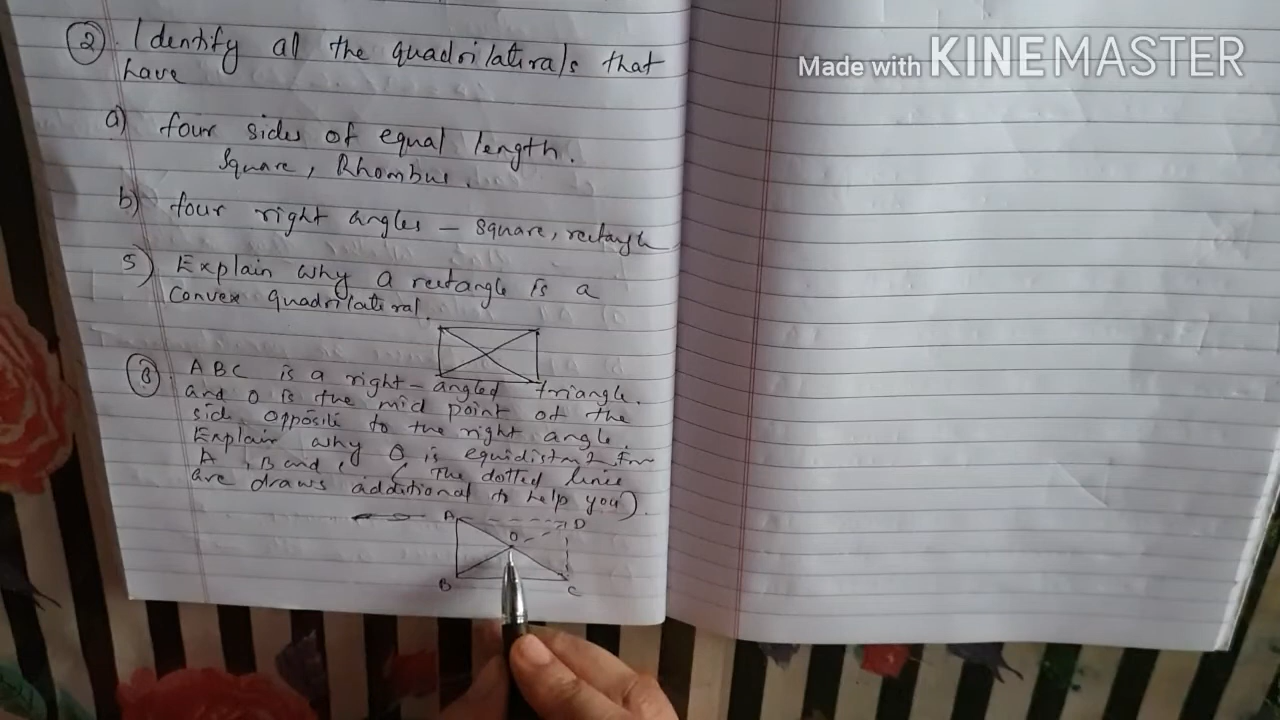 Made with KINEMASTER
② Identify all the quadrilaterals that
have
a) four sides of equal length.
Square, Rhombus.
b) four right angles – square, rectangle
5) Explain why a rectangle is a
Convex quadrilateral.
⑧ ABC is a right-angled triangle.
and O is the mid point of the
side opposite to the right angle.
Explain why O is equidistant from
A, B and C (The dotted lines
are draws additional to help you)
A D
O
B C